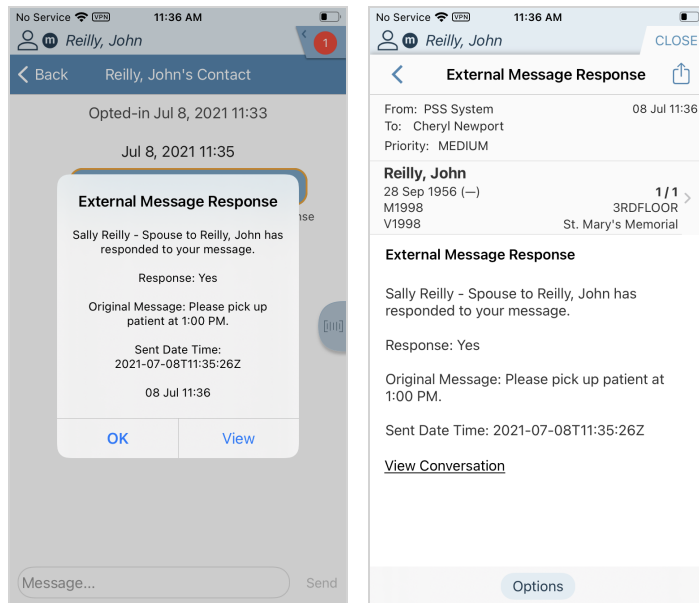 No Service VPN 11:36 AM
m Reilly, John
1
Back Reilly, John's Contact
Opted-in Jul 8, 2021 11:33
Jul 8, 2021 11:35
External Message Response
Sally Reilly - Spouse to Reilly, John has
responded to your message.
Response: Yes
Original Message: Please pick up
patient at 1:00 PM.
Sent Date Time:
2021-07-08T11:35:26Z
08 Jul 11:36
OK View
Message... Send
No Service VPN 11:36 AM
m Reilly, John CLOSE
External Message Response
From: PSS System 08 Jul 11:36
To: Cheryl Newport
Priority: MEDIUM
Reilly, John
28 Sep 1956 (—) 1/1
M1998 3RDFLOOR
V1998 St. Mary's Memorial
External Message Response
Sally Reilly - Spouse to Reilly, John has
responded to your message.
Response: Yes
Original Message: Please pick up patient at
1:00 PM.
Sent Date Time: 2021-07-08T11:35:26Z
View Conversation
Options